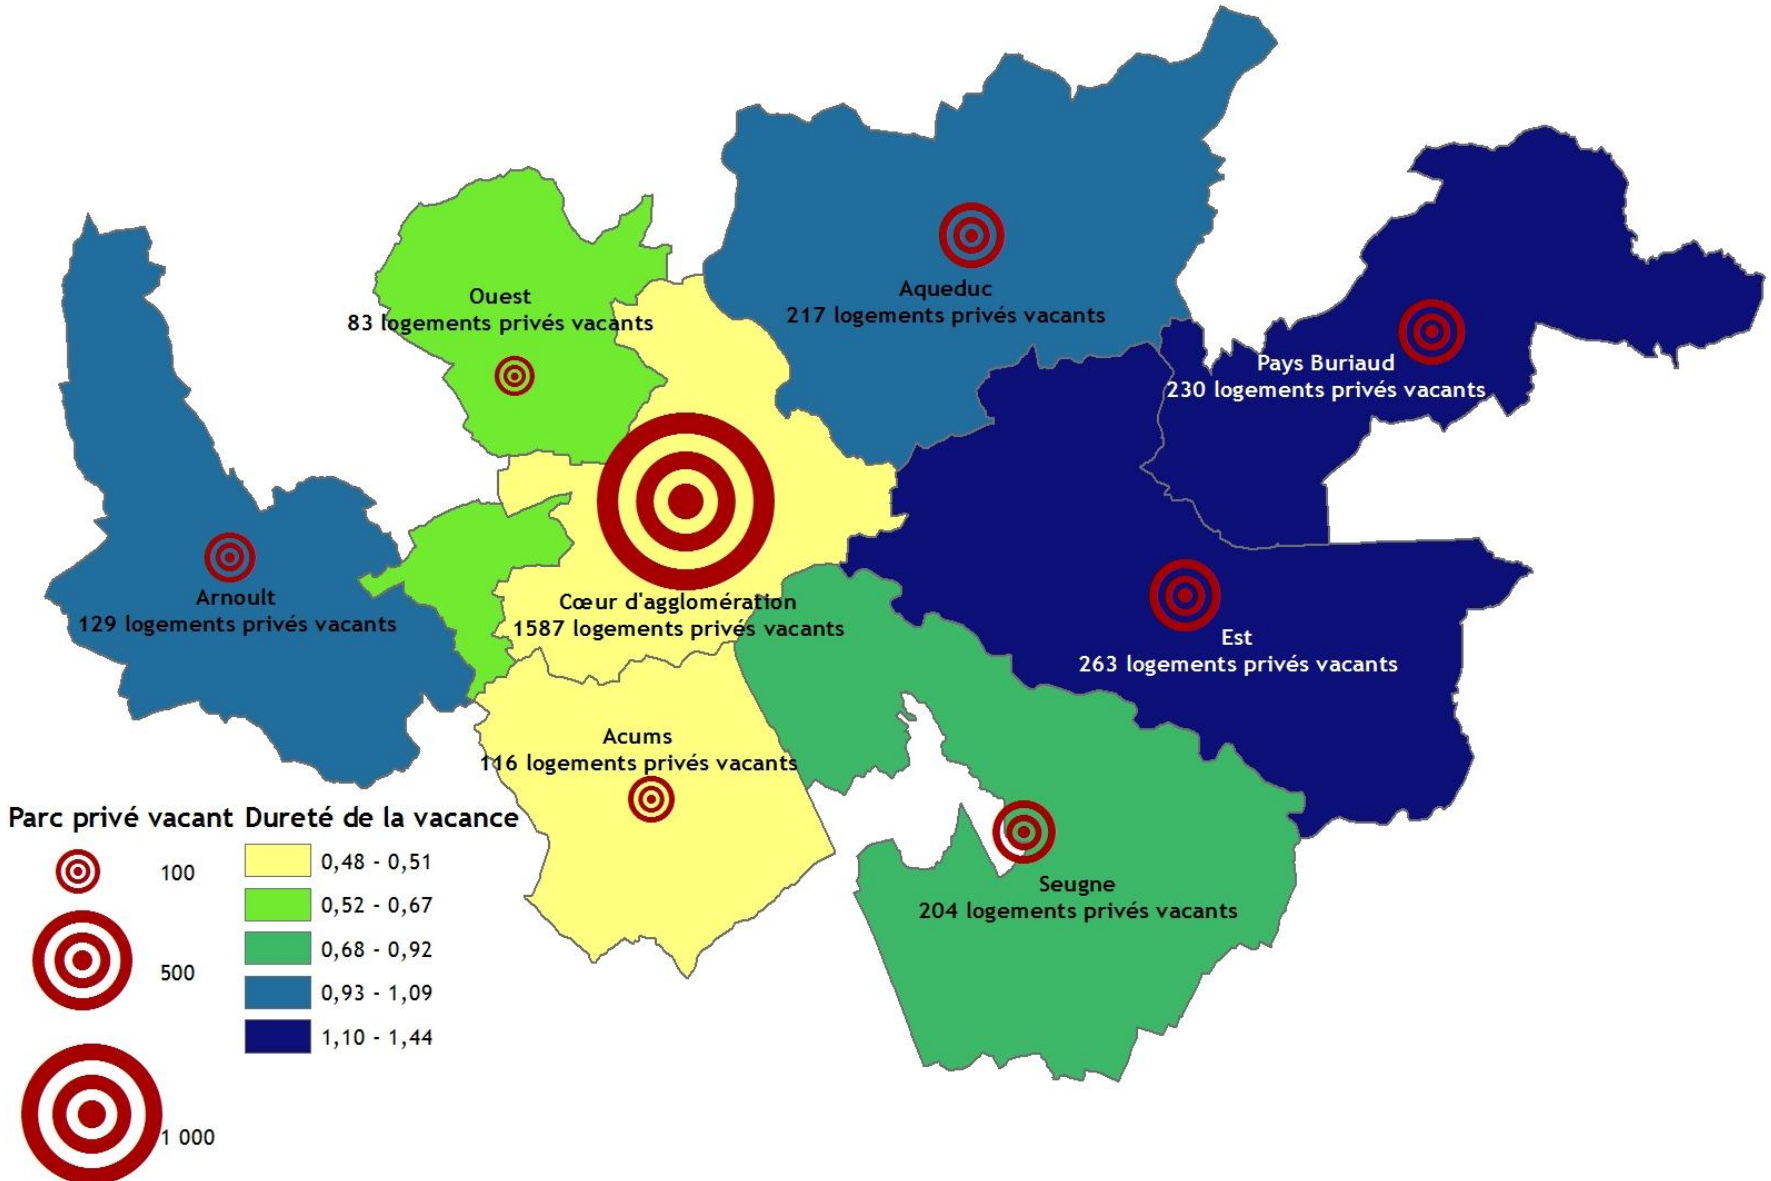 Ouest
83 logements privés vacants
Aqueduc
217 logements privés vacants
Pays Buriaud
230 logements privés vacants
Arnoult
129 logements privés vacants
Cœur d'agglomération
1587 logements privés vacants
Est
263 logements privés vacants
Acums
116 logements privés vacants
Seugne
204 logements privés vacants
Parc privé vacant
100
500
1 000
Dureté de la vacance
0,48 - 0,51
0,52 - 0,67
0,68 - 0,92
0,93 - 1,09
1,10 - 1,44